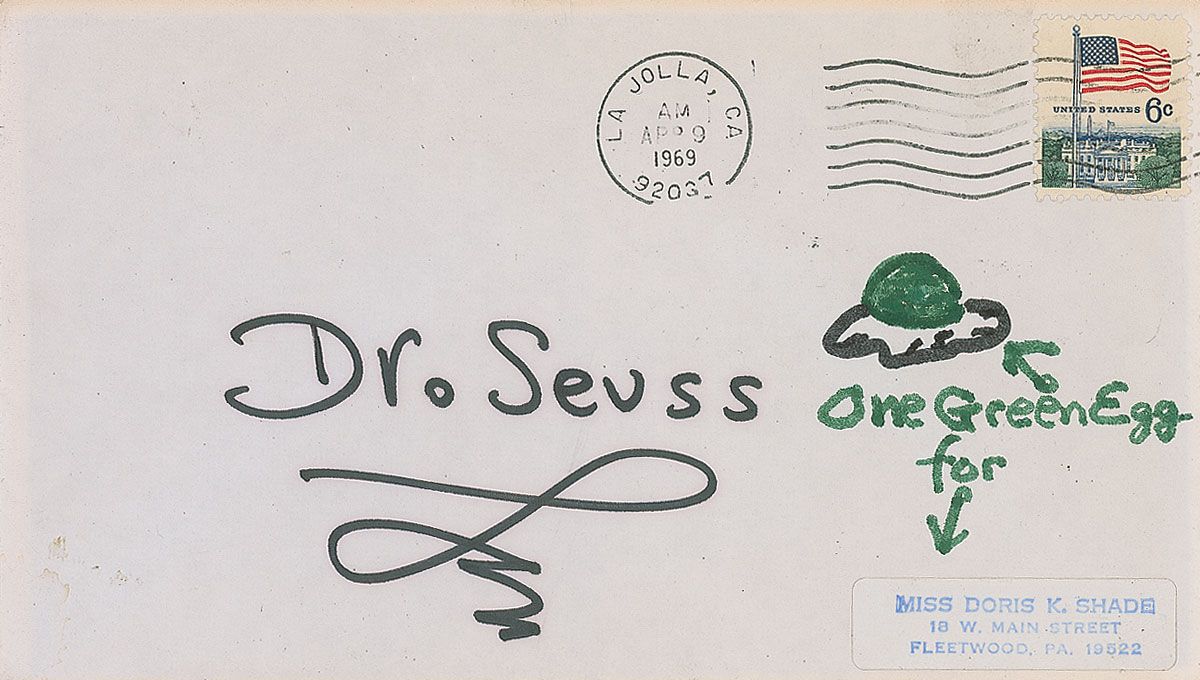 LA JOLLA, CA
AM
APR 9
1969
92037
UNITED STATES 6c
Dr. Seuss
One Green Egg
for
MISS DORIS K. SHADE
18 W. MAIN STREET
FLEETWOOD, PA. 19522